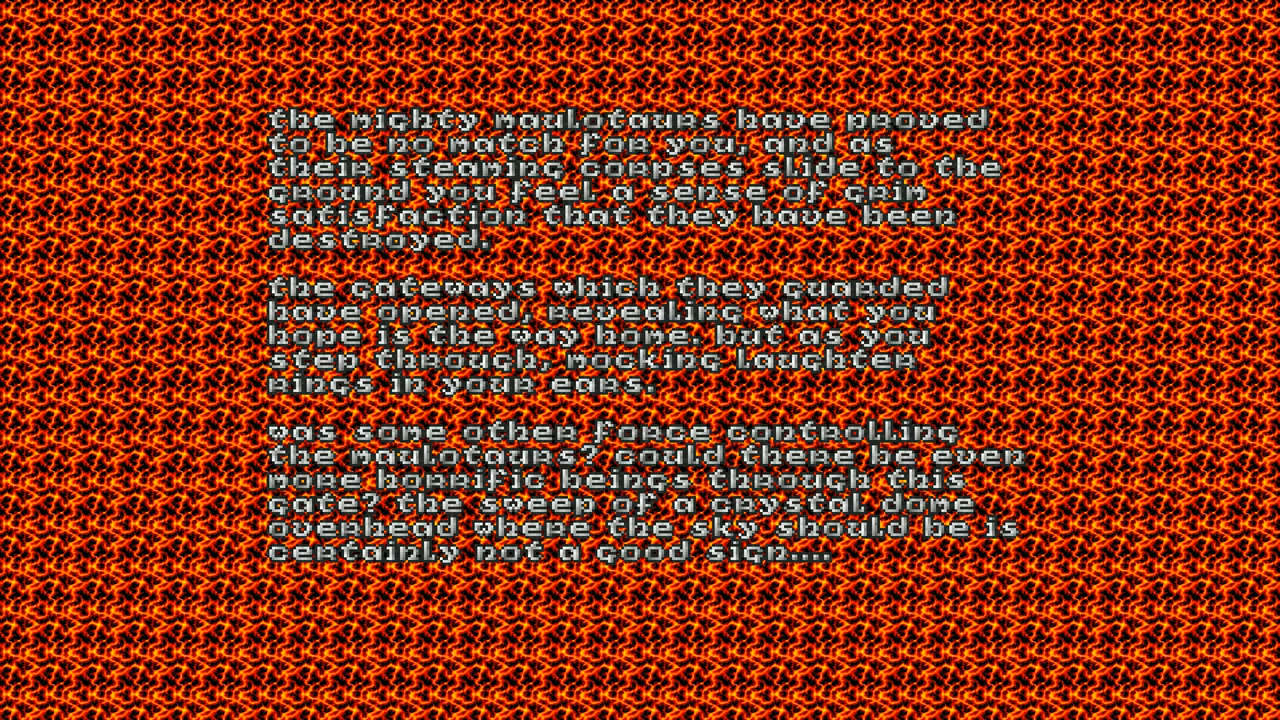 the mighty maulotaurs have proved
to be no match for you, and as
their steaming corpses slide to the
ground you feel a sense of grim
satisfaction that they have been
destroyed.
the gateways which they guarded
have opened, revealing what you
hope is the way home. but as you
step through, mocking laughter
rings in your ears.
was some other force controlling
the maulotaurs? could there be even
more horrific beings through this
gate? the sweep of a crystal dome
overhead where the sky should be is
certainly not a good sign....